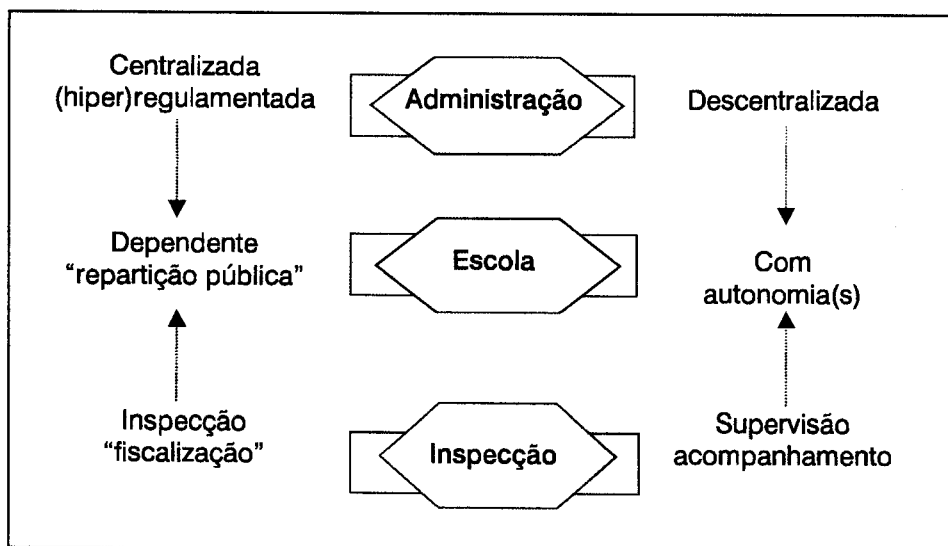 Centralizada
(hiper)regulamentada
Administração
Descentralizada
Dependente
“repartição pública”
Escola
Com
autonomia(s)
Inspecção
“fiscalização”
Inspecção
Supervisão
acompanhamento